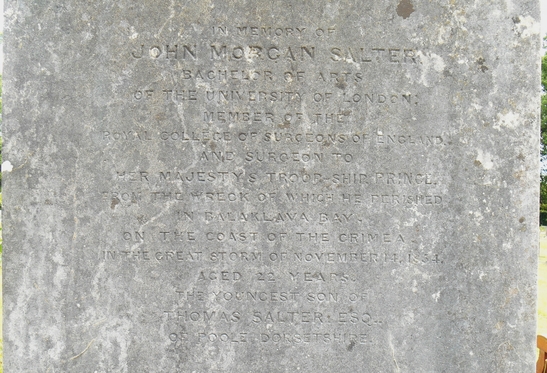 IN MEMORY OF
JOHN MORGAN SALTER
BACHELOR OF ARTS
OF THE UNIVERSITY OF LONDON;
MEMBER OF THE
ROYAL COLLEGE OF SURGEONS OF ENGLAND,
AND SURGEON TO
HER MAJESTY'S TROOP-SHIP PRINCE,
FROM THE WRECK OF WHICH HE PERISHED
IN BALAKLAVA BAY,
ON THE COAST OF THE CRIMEA,
IN THE GREAT STORM OF NOVEMBER 14, 1854,
AGED 22 YEARS.
THE YOUNGEST SON OF
THOMAS SALTER ESQ.,
OF POOLE, DORSETSHIRE.